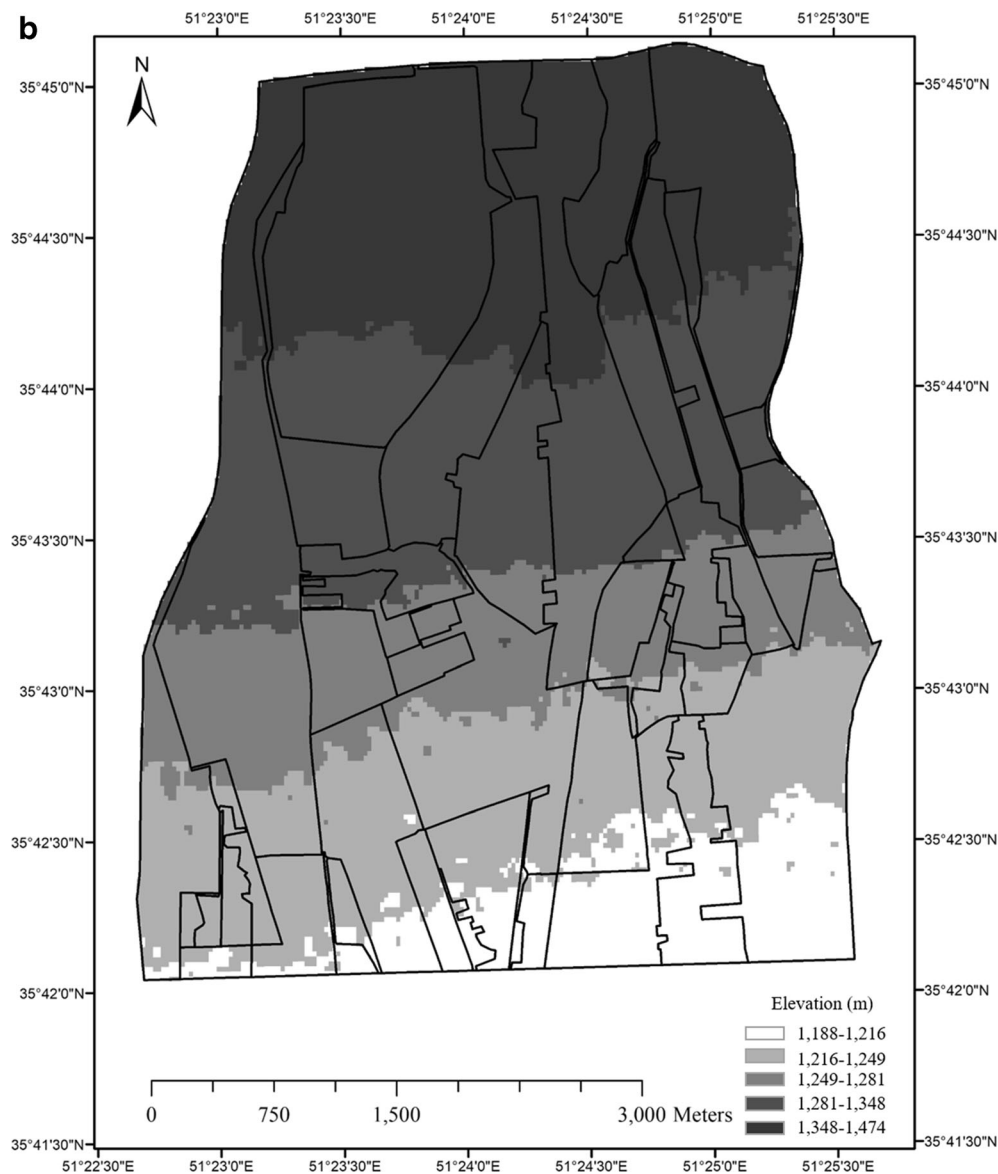 b
51°23'0"E 51°23'30"E 51°24'0"E 51°24'30"E 51°25'0"E 51°25'30"E
N
35°45'0"N 35°45'0"N
35°44'30"N 35°44'30"N
35°44'0"N 35°44'0"N
35°43'30"N 35°43'30"N
35°43'0"N 35°43'0"N
35°42'30"N 35°42'30"N
35°42'0"N 35°42'0"N
Elevation (m)
1,188-1,216
1,216-1,249
1,249-1,281
1,281-1,348
1,348-1,474
0 750 1,500 3,000 Meters
35°41'30"N 35°41'30"N
51°22'30"E 51°23'0"E 51°23'30"E 51°24'0"E 51°24'30"E 51°25'0"E 51°25'30"E